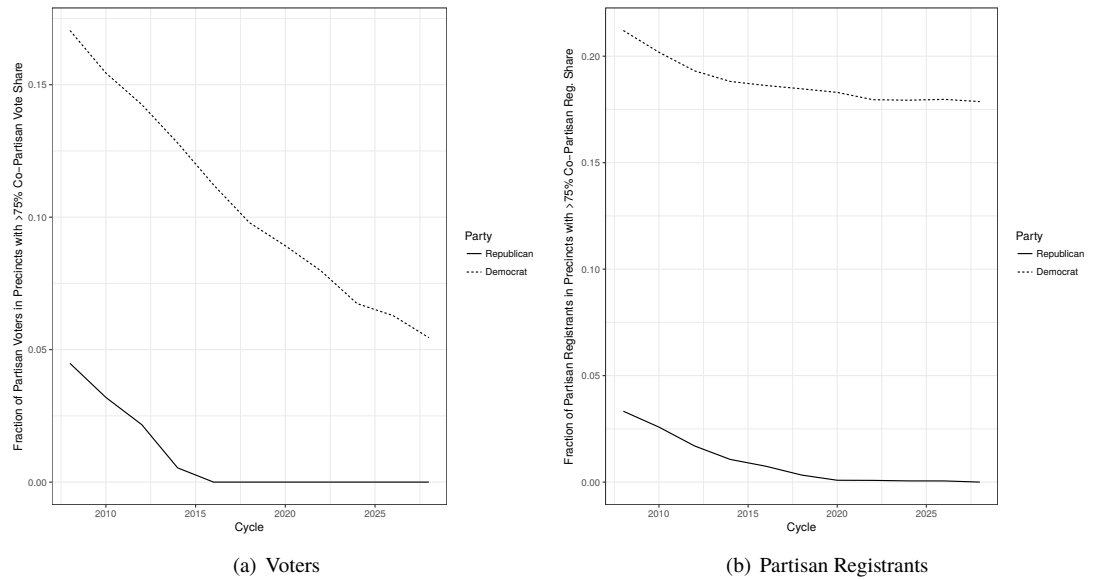 Fraction of Partisan Voters in Precincts with >75% Co−Partisan Vote Share
0.15
0.10
0.05
0.00
2010 2015 2020 2025
Cycle
Party
Republican
Democrat
(a) Voters
Fraction of Partisan Registrants in Precincts with >75% Co−Partisan Reg. Share
0.20
0.15
0.10
0.05
0.00
2010 2015 2020 2025
Cycle
Party
Republican
Democrat
(b) Partisan Registrants